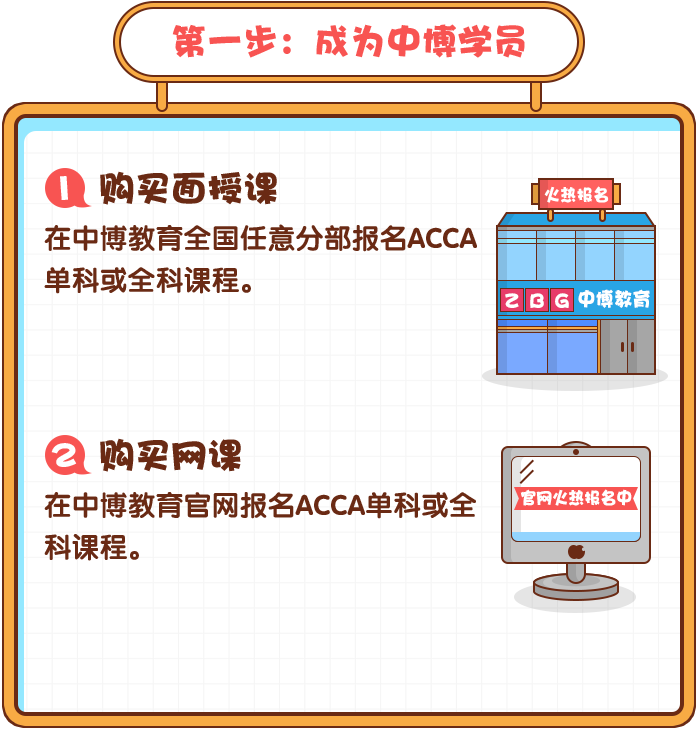 第一步：成为中博学员
1 购买面授课
在中博教育全国任意分部报名ACCA
单科或全科课程。
火热报名
ZBG 中博教育
2 购买网课
在中博教育官网报名ACCA单科或全
科课程。
官网火热报名中